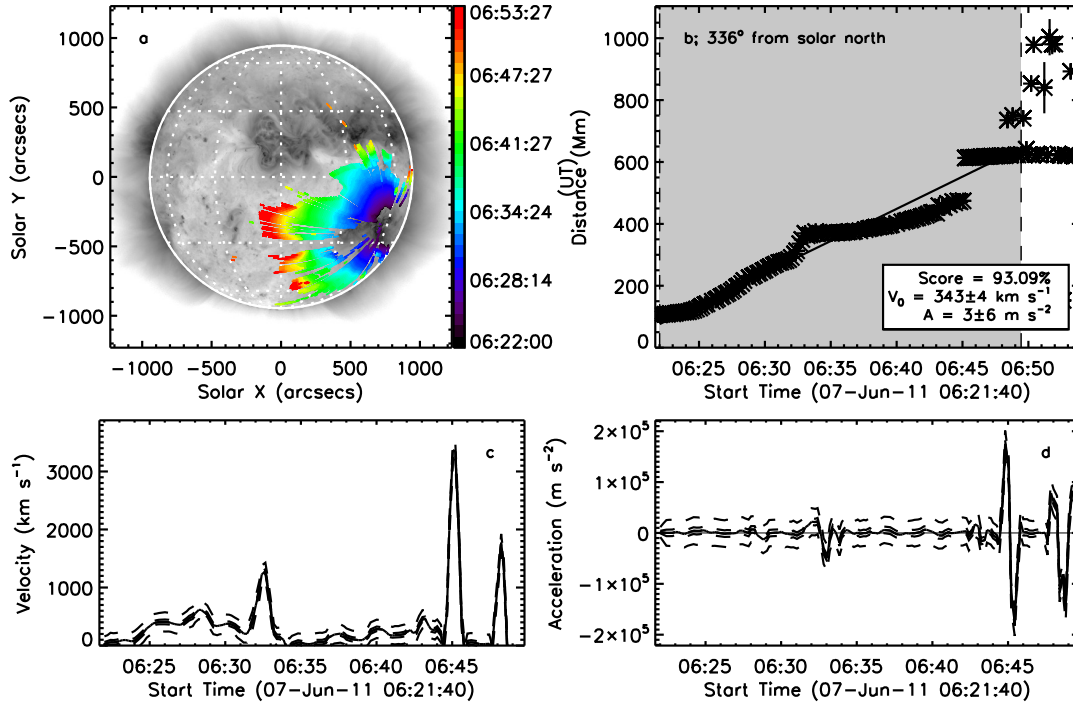 a
1000
500
0
−500
−1000
Solar Y (arcsecs)
−1000 −500 0 500 1000
Solar X (arcsecs)
06:53:27
06:47:27
06:41:27
06:34:24
06:28:14
06:22:00
(UT)
b; 336° from solar north
1000
800
600
400
200
0
Distance (Mm)
Score = 93.09%
V0 = 343±4 km s−1
A = 3±6 m s−2
06:25 06:30 06:35 06:40 06:45 06:50
Start Time (07-Jun-11 06:21:40)
c
3000
2000
1000
0
Velocity (km s−1)
06:25 06:30 06:35 06:40 06:45
Start Time (07-Jun-11 06:21:40)
d
2×105
1×105
0
−1×105
−2×105
Acceleration (m s−2)
06:25 06:30 06:35 06:40 06:45
Start Time (07-Jun-11 06:21:40)